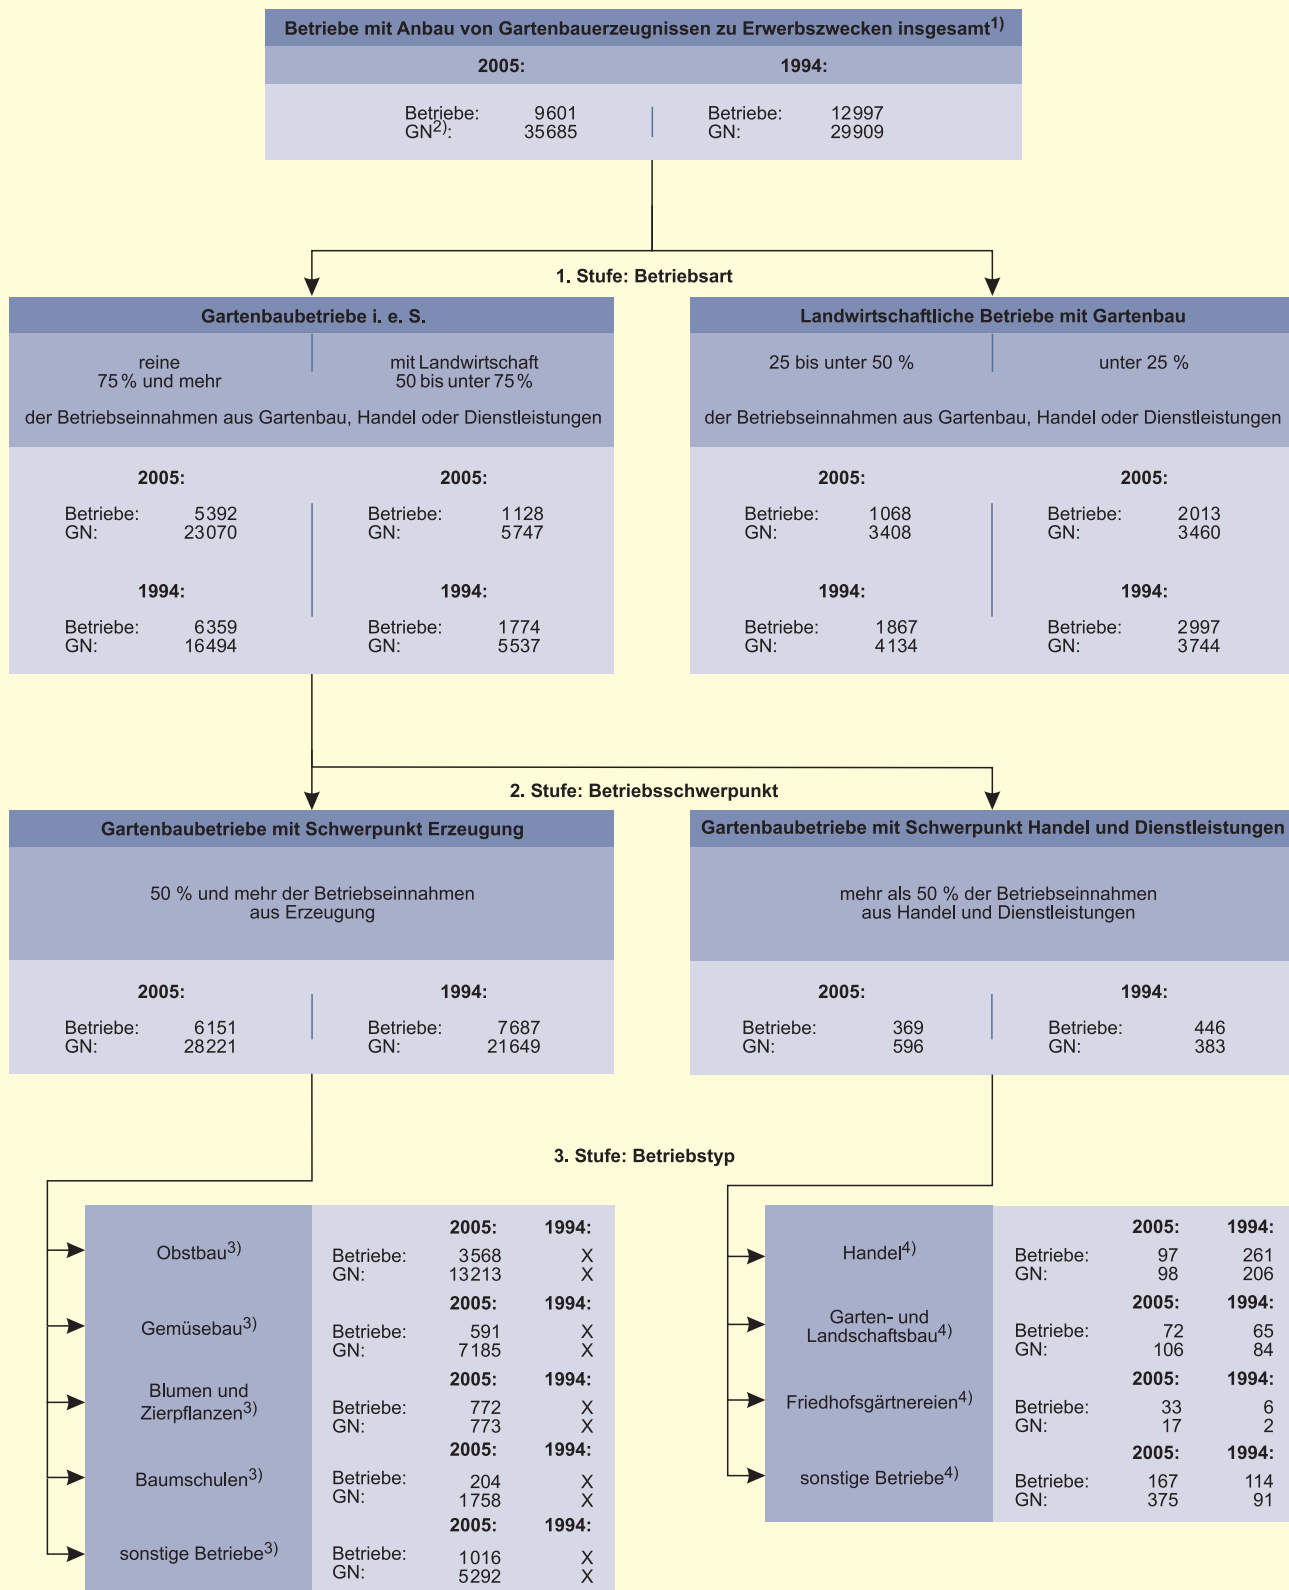 Betriebe mit Anbau von Gartenbauerzeugnissen zu Erwerbszwecken insgesamt1)
2005: 1994:
Betriebe: 9601 Betriebe: 12997
GN2): 35685 GN: 29909
1. Stufe: Betriebsart
Gartenbaubetriebe i. e. S.
reine mit Landwirtschaft
75 % und mehr 50 bis unter 75 %
der Betriebseinnahmen aus Gartenbau, Handel oder Dienstleistungen
2005: 2005:
Betriebe: 5392 Betriebe: 1128
GN: 23070 GN: 5747
1994: 1994:
Betriebe: 6359 Betriebe: 1774
GN: 16494 GN: 5537
Landwirtschaftliche Betriebe mit Gartenbau
25 bis unter 50 % unter 25 %
der Betriebseinnahmen aus Gartenbau, Handel oder Dienstleistungen
2005: 2005:
Betriebe: 1068 Betriebe: 2013
GN: 3408 GN: 3460
1994: 1994:
Betriebe: 1867 Betriebe: 2997
GN: 4134 GN: 3744
2. Stufe: Betriebsschwerpunkt
Gartenbaubetriebe mit Schwerpunkt Erzeugung
50 % und mehr der Betriebseinnahmen
aus Erzeugung
2005: 1994:
Betriebe: 6151 Betriebe: 7687
GN: 28221 GN: 21649
Gartenbaubetriebe mit Schwerpunkt Handel und Dienstleistungen
mehr als 50 % der Betriebseinnahmen
aus Handel und Dienstleistungen
2005: 1994:
Betriebe: 369 Betriebe: 446
GN: 596 GN: 383
3. Stufe: Betriebstyp
2005: 1994:
Obstbau3)
Betriebe: 3568 X
GN: 13213 X
2005: 1994:
Gemüsebau3)
Betriebe: 591 X
GN: 7185 X
2005: 1994:
Blumen und
Zierpflanzen3)
Betriebe: 772 X
GN: 773 X
2005: 1994:
Baumschulen3)
Betriebe: 204 X
GN: 1758 X
2005: 1994:
sonstige Betriebe3)
Betriebe: 1016 X
GN: 5292 X
2005: 1994:
Handel4)
Betriebe: 97 261
GN: 98 206
2005: 1994:
Garten- und
Landschaftsbau4)
Betriebe: 72 65
GN: 106 84
2005: 1994:
Friedhofsgärtnereien4)
Betriebe: 33 6
GN: 17 2
2005: 1994:
sonstige Betriebe4)
Betriebe: 167 114
GN: 375 91